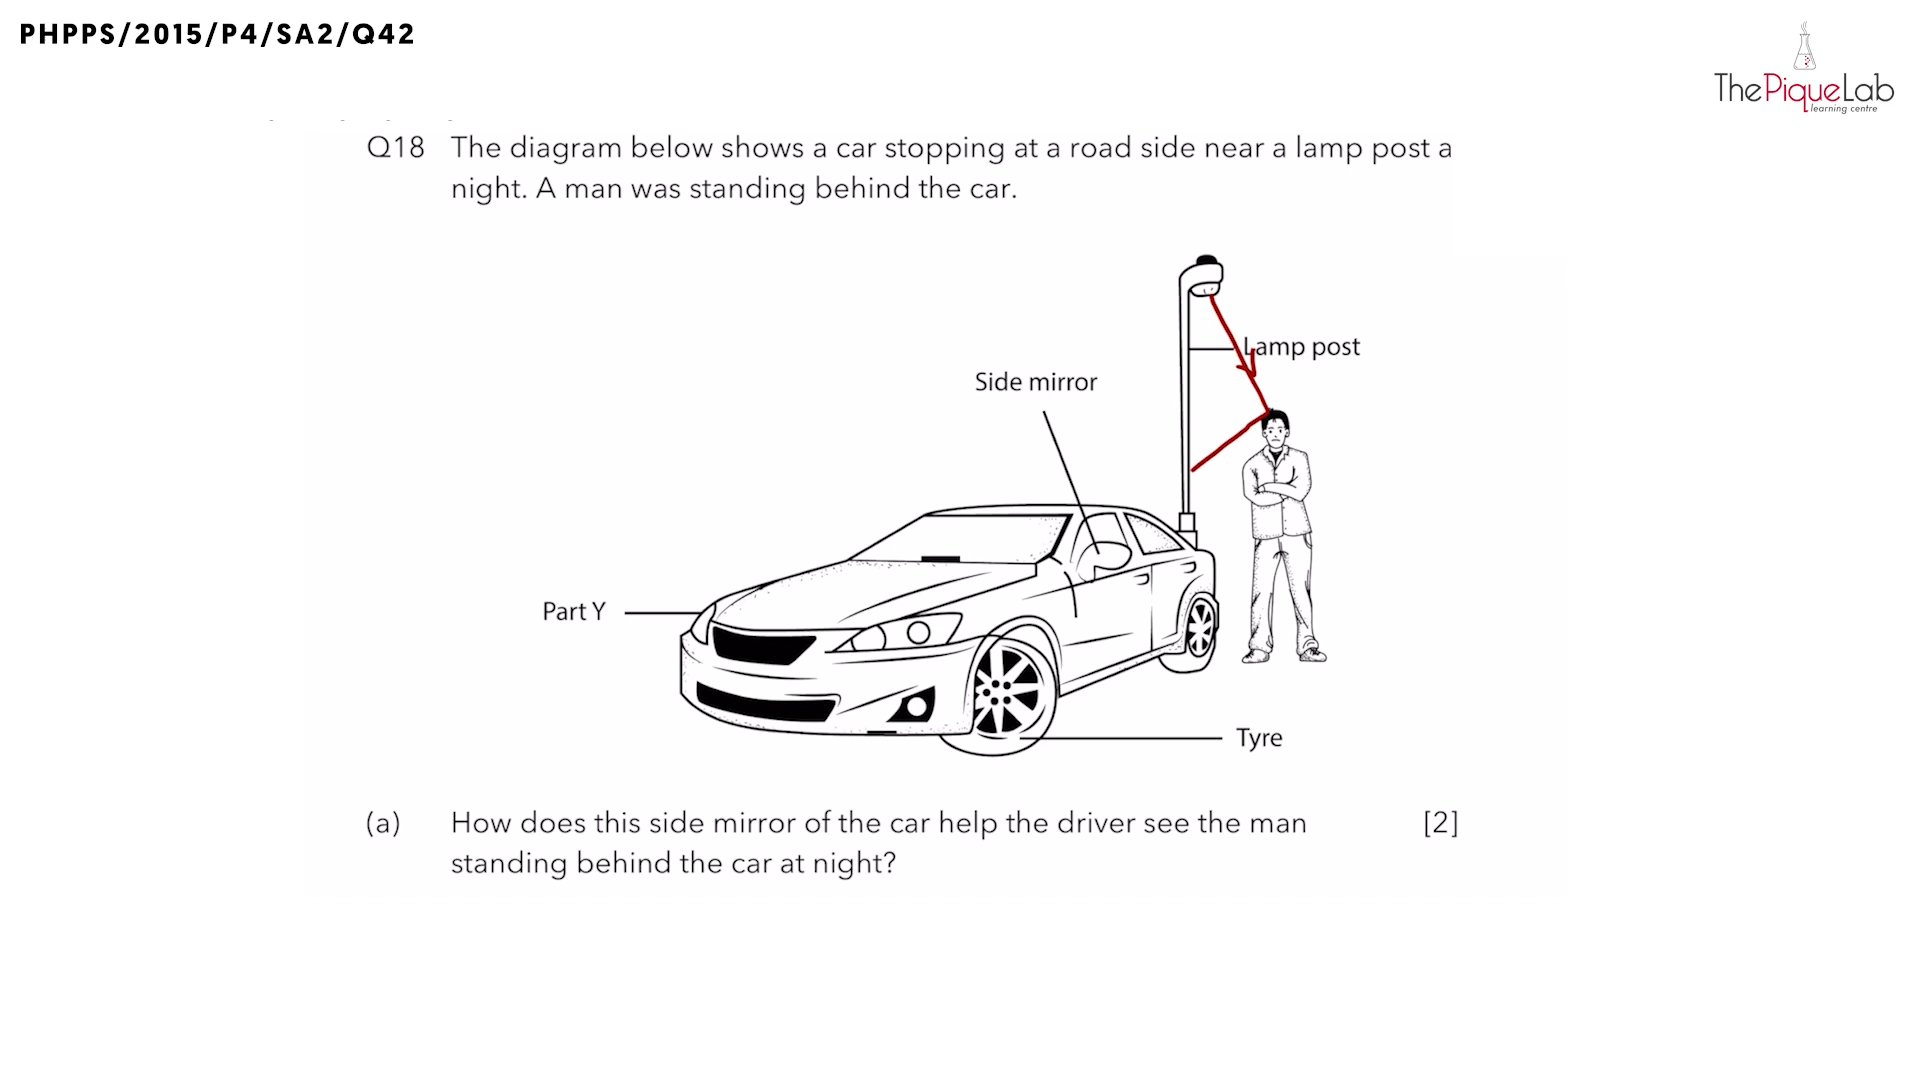 PHPPS/2015/P4/SA2/Q42
ThePiqueLab
learning centre
Q18 The diagram below shows a car stopping at a road side near a lamp post a
night. A man was standing behind the car.
Lamp post
Side mirror
Part Y
Tyre
(a) How does this side mirror of the car help the driver see the man [2]
standing behind the car at night?